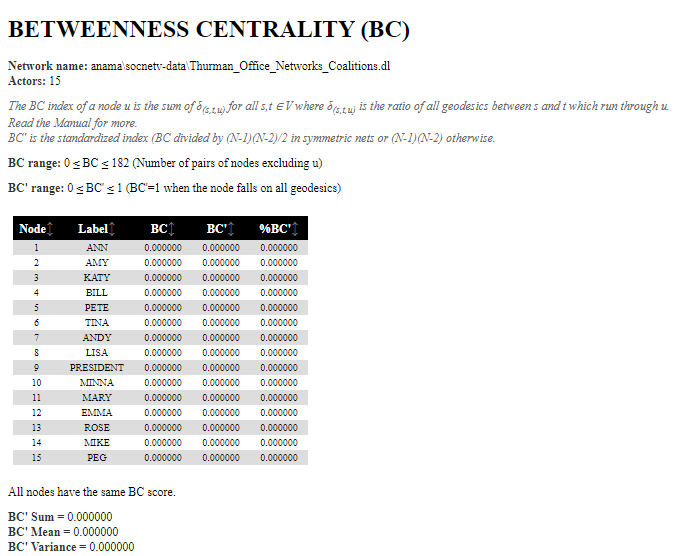 BETWEENNESS CENTRALITY (BC)
Network name: anama\socnetv-data\Thurman_Office_Networks_Coalitions.dl
Actors: 15
The BC index of a node u is the sum of δ(s,t,u) for all s,t ∈ V where δ(s,t,u) is the ratio of all geodesics between s and t which run through u.
Read the Manual for more.
BC' is the standardized index (BC divided by (N-1)(N-2)/2 in symmetric nets or (N-1)(N-2) otherwise.
BC range: 0 ≤ BC ≤ 182 (Number of pairs of nodes excluding u)
BC' range: 0 ≤ BC' ≤ 1 (BC'=1 when the node falls on all geodesics)
Node↕ Label↕ BC↕ BC'↕ %BC'↕
1 ANN 0.000000 0.000000 0.000000
2 AMY 0.000000 0.000000 0.000000
3 KATY 0.000000 0.000000 0.000000
4 BILL 0.000000 0.000000 0.000000
5 PETE 0.000000 0.000000 0.000000
6 TINA 0.000000 0.000000 0.000000
7 ANDY 0.000000 0.000000 0.000000
8 LISA 0.000000 0.000000 0.000000
9 PRESIDENT 0.000000 0.000000 0.000000
10 MINNA 0.000000 0.000000 0.000000
11 MARY 0.000000 0.000000 0.000000
12 EMMA 0.000000 0.000000 0.000000
13 ROSE 0.000000 0.000000 0.000000
14 MIKE 0.000000 0.000000 0.000000
15 PEG 0.000000 0.000000 0.000000
All nodes have the same BC score.
BC' Sum = 0.000000
BC' Mean = 0.000000
BC' Variance = 0.000000